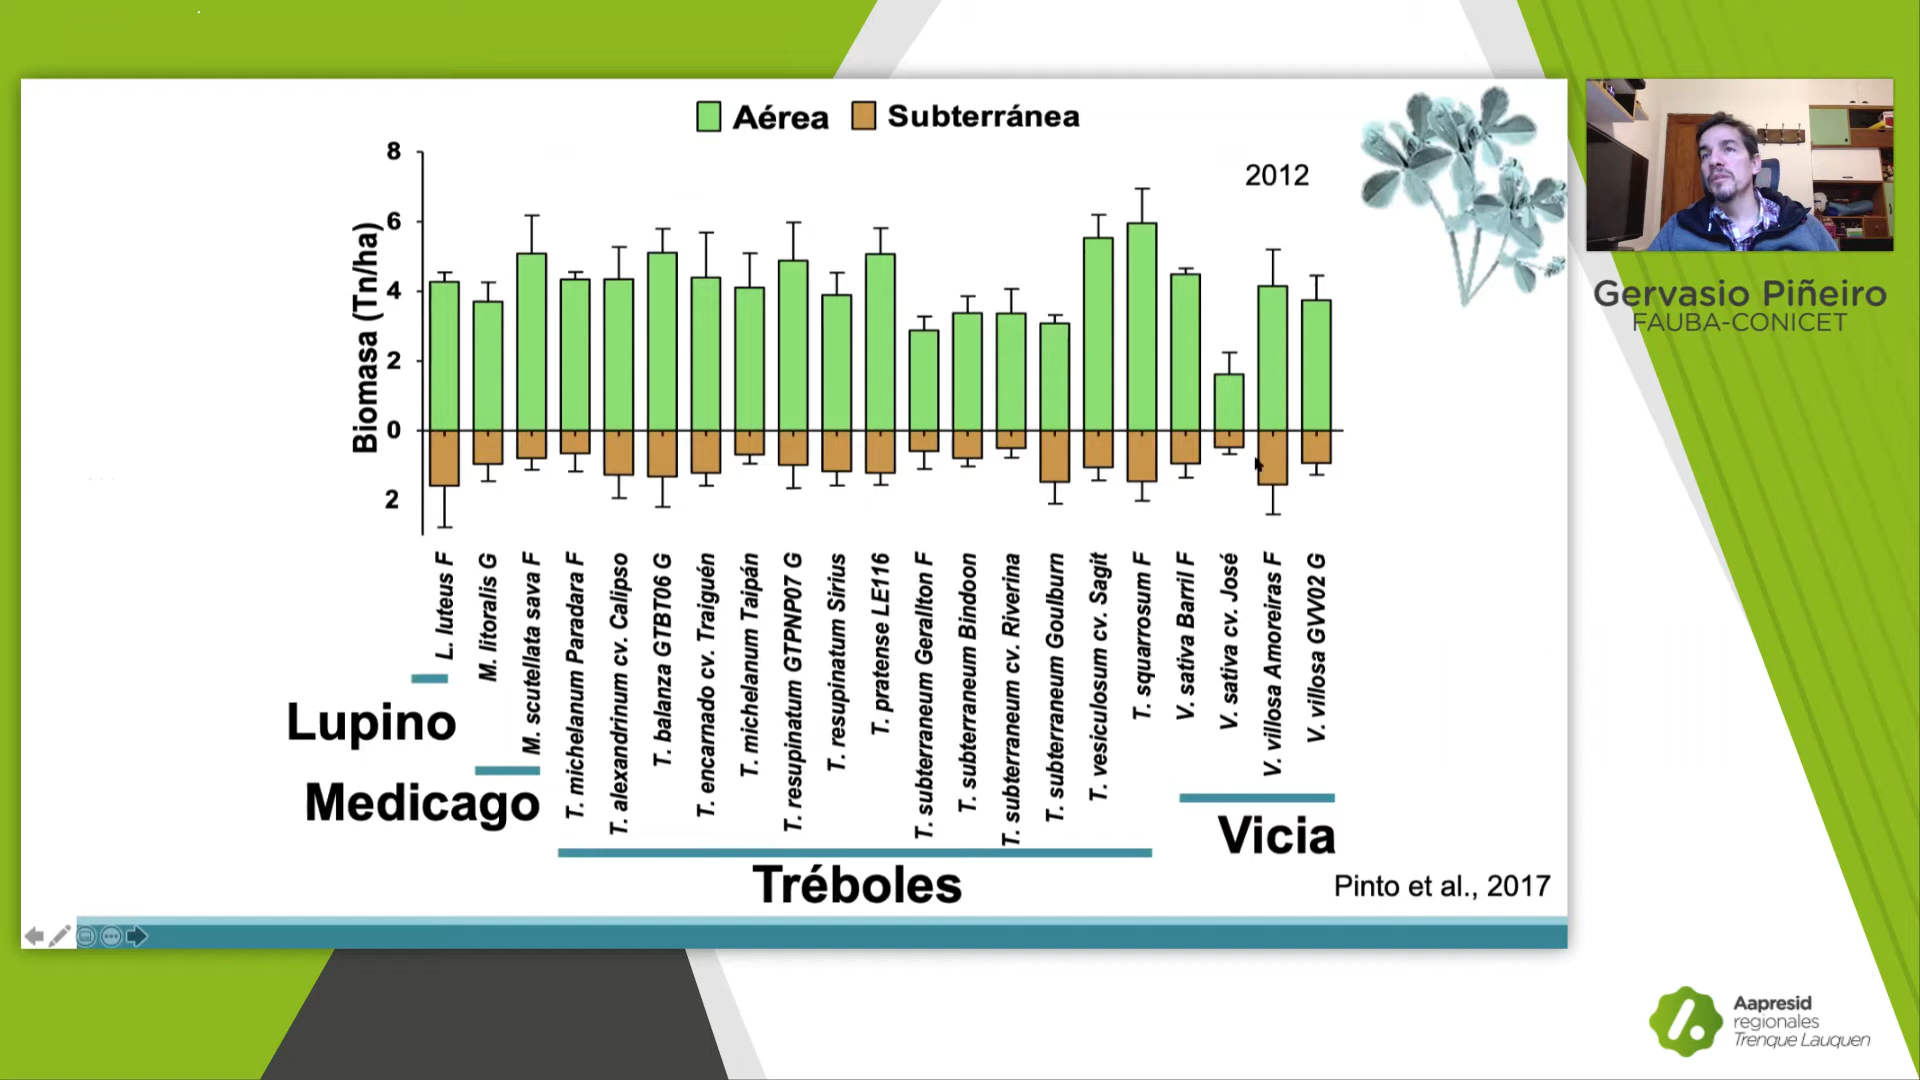 Aérea Subterránea
2012
Biomasa (Tn/ha)
8
6
4
2
0
2
L. luteus F
M. litoralis G
M. scutellata sava F
T. michelanum Paradara F
T. alexandrinum cv. Calipso
T. balanza GTBT06 G
T. encarnado cv. Traiguén
T. michelanum Taipán
T. resupinatum GTPNP07 G
T. resupinatum Sirius
T. pratense LE116
T. subterraneum Gerallton F
T. subterraneum Bindoon
T. subterraneum cv. Riverina
T. subterraneum Goulburn
T. vesiculosum cv. Sagit
T. squarrosum F
V. sativa Barril F
V. sativa cv. José
V. villosa Amoreiras F
V. villosa GVV02 G
Lupino
Medicago
Tréboles
Vicia
Pinto et al., 2017
Gervasio Piñeiro
FAUBA-CONICET
Aapresid
regionales
Trenque Lauquen